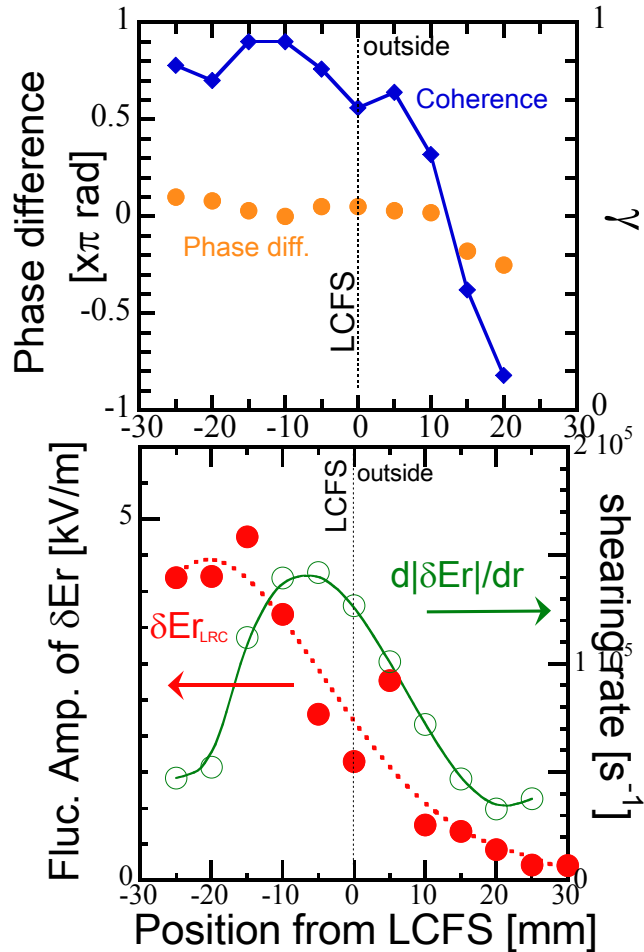 1
1
outside
Coherence
0.5
Phase difference
[xπ rad]
0
γ
Phase diff.
-0.5
LCFS
-1
0
-30 -20 -10 0 10 20 30
2 10⁵
LCFS
outside
5
Fluc. Amp. of δEr [kV/m]
shearing rate [s⁻¹]
d|δEr|/dr
δEr_LRC
1 10⁵
0
0
-30 -20 -10 0 10 20 30
Position from LCFS [mm]